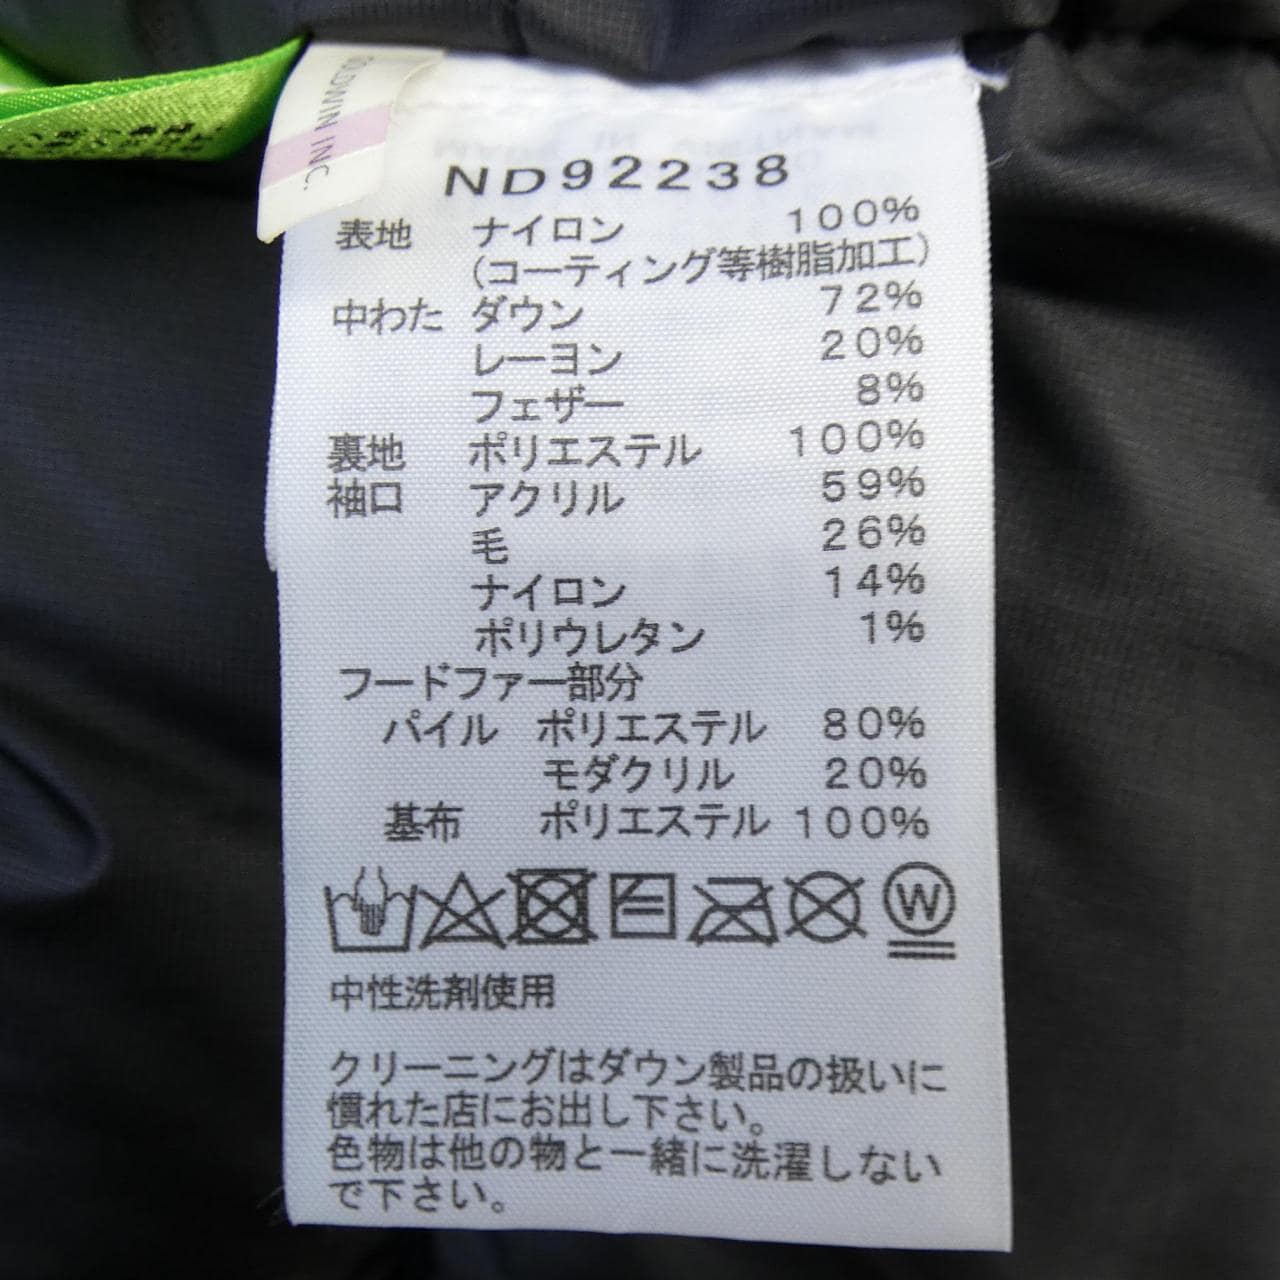 OLDWIN INC.
ND92238
表地 ナイロン 100%
(コーティング等樹脂加工)
中わた ダウン 72%
レーヨン 20%
フェザー 8%
裏地 ポリエステル 100%
袖口 アクリル 59%
毛 26%
ナイロン 14%
ポリウレタン 1%
フードファー部分
パイル ポリエステル 80%
モダクリル 20%
基布 ポリエステル 100%
W
中性洗剤使用
クリーニングはダウン製品の扱いに
慣れた店にお出し下さい。
色物は他の物と一緒に洗濯しない
で下さい。